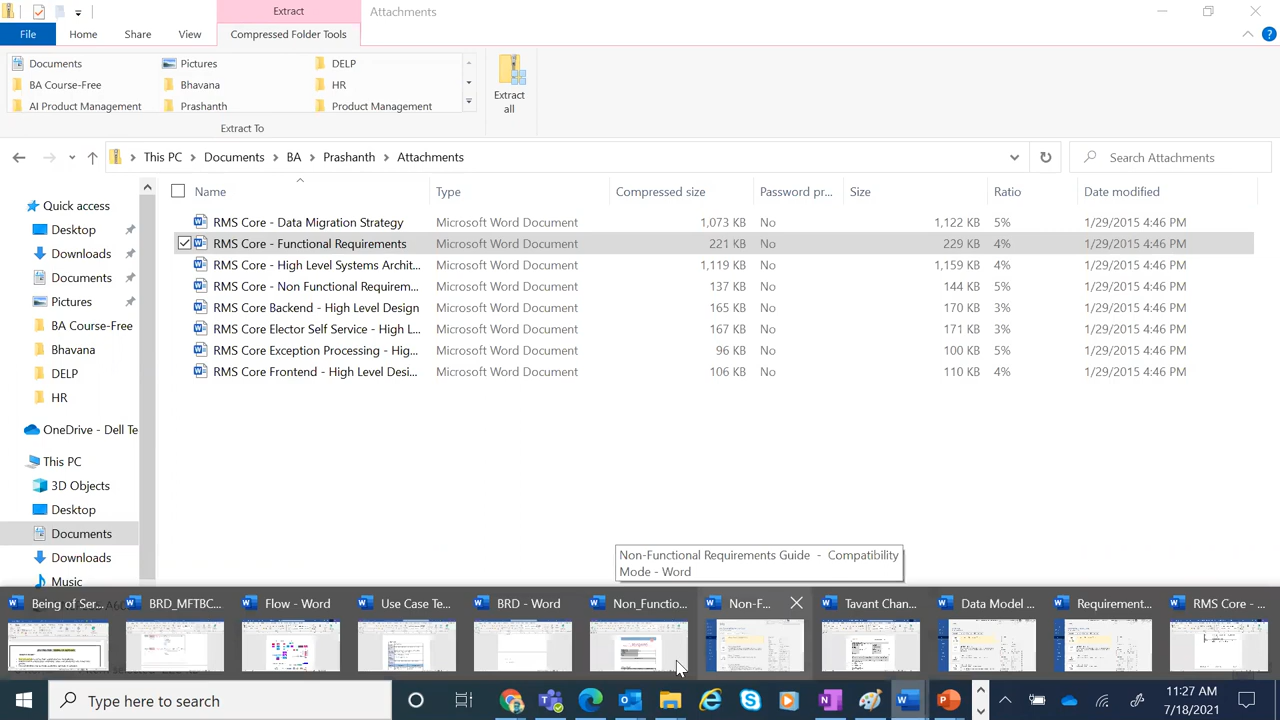 Extract
Attachments
File
Home
Share
View
Compressed Folder Tools
Documents
Pictures
DELP
BA Course-Free
Bhavana
HR
AI Product Management
Prashanth
Product Management
Extract all
Extract To
This PC
Documents
BA
Prashanth
Attachments
Search Attachments
Name
Type
Compressed size
Password pr...
Size
Ratio
Date modified
RMS Core - Data Migration Strategy Microsoft Word Document 1,073 KB No 1,122 KB 5% 1/29/2015 4:46 PM
RMS Core - Functional Requirements Microsoft Word Document 221 KB No 229 KB 4% 1/29/2015 4:46 PM
RMS Core - High Level Systems Archit... Microsoft Word Document 1,119 KB No 1,159 KB 4% 1/29/2015 4:46 PM
RMS Core - Non Functional Requirem... Microsoft Word Document 137 KB No 144 KB 5% 1/29/2015 4:46 PM
RMS Core Backend - High Level Design Microsoft Word Document 165 KB No 170 KB 3% 1/29/2015 4:46 PM
RMS Core Elector Self Service - High L... Microsoft Word Document 167 KB No 171 KB 3% 1/29/2015 4:46 PM
RMS Core Exception Processing - Hig... Microsoft Word Document 96 KB No 100 KB 5% 1/29/2015 4:46 PM
RMS Core Frontend - High Level Desi... Microsoft Word Document 106 KB No 110 KB 4% 1/29/2015 4:46 PM
Quick access
Desktop
Downloads
Documents
Pictures
BA Course-Free
Bhavana
DELP
HR
OneDrive - Dell Te
This PC
3D Objects
Desktop
Documents
Downloads
Music
Non-Functional Requirements Guide - Compatibility
Mode - Word
Being of Ser...
BRD_MFTBC...
Flow - Word
Use Case Te...
BRD - Word
Non_Functio...
Non-F...
Tavant Chan...
Data Model ...
Requirement...
RMS Core - ...
Type here to search
11:27 AM
7/18/2021